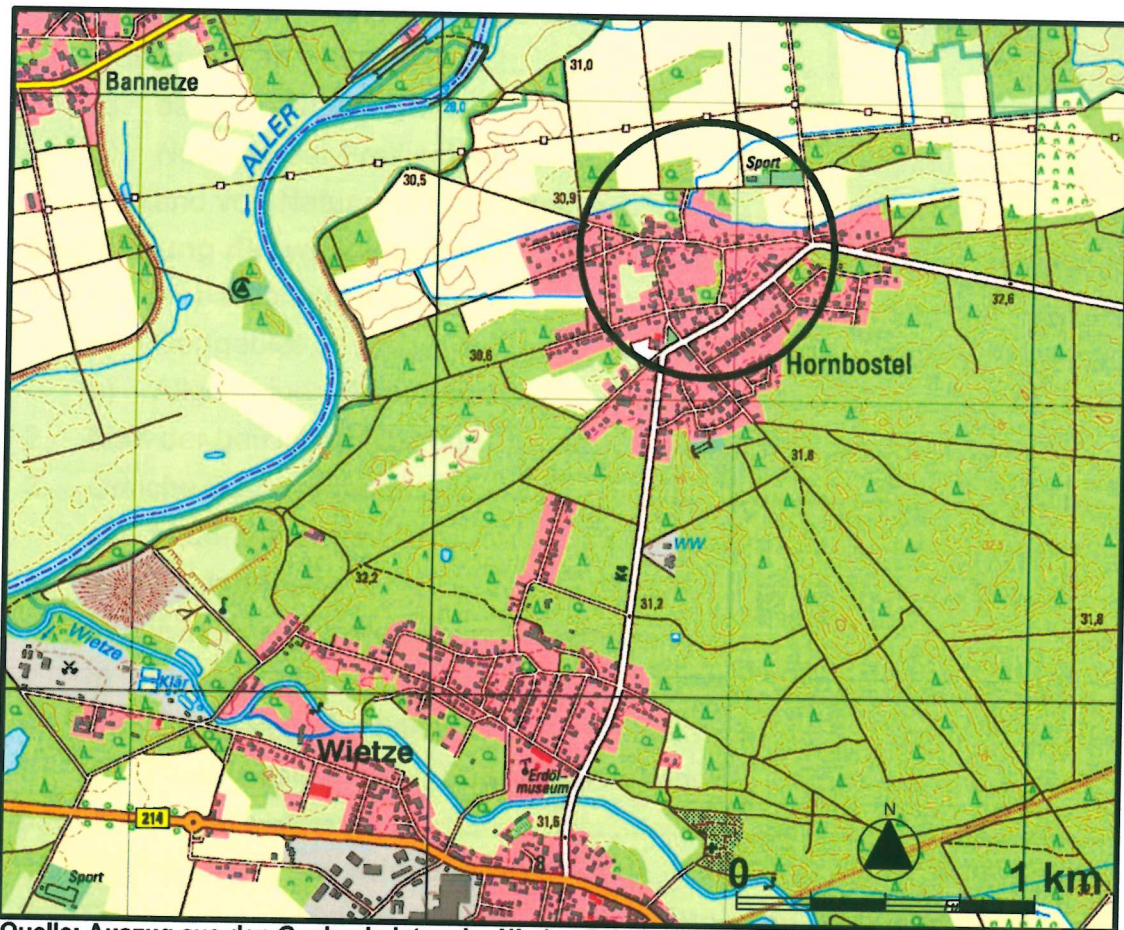 Bannetze
ALLER
28,0
31,0
30,5
30,9
Sport
30,6
Hornbostel
32,6
31,8
WW
K4
31,2
32,2
32,5
31,8
Wietze
Klär
Wietze
Erdöl-
museum
214
31,6
Sport
N
0
1 km